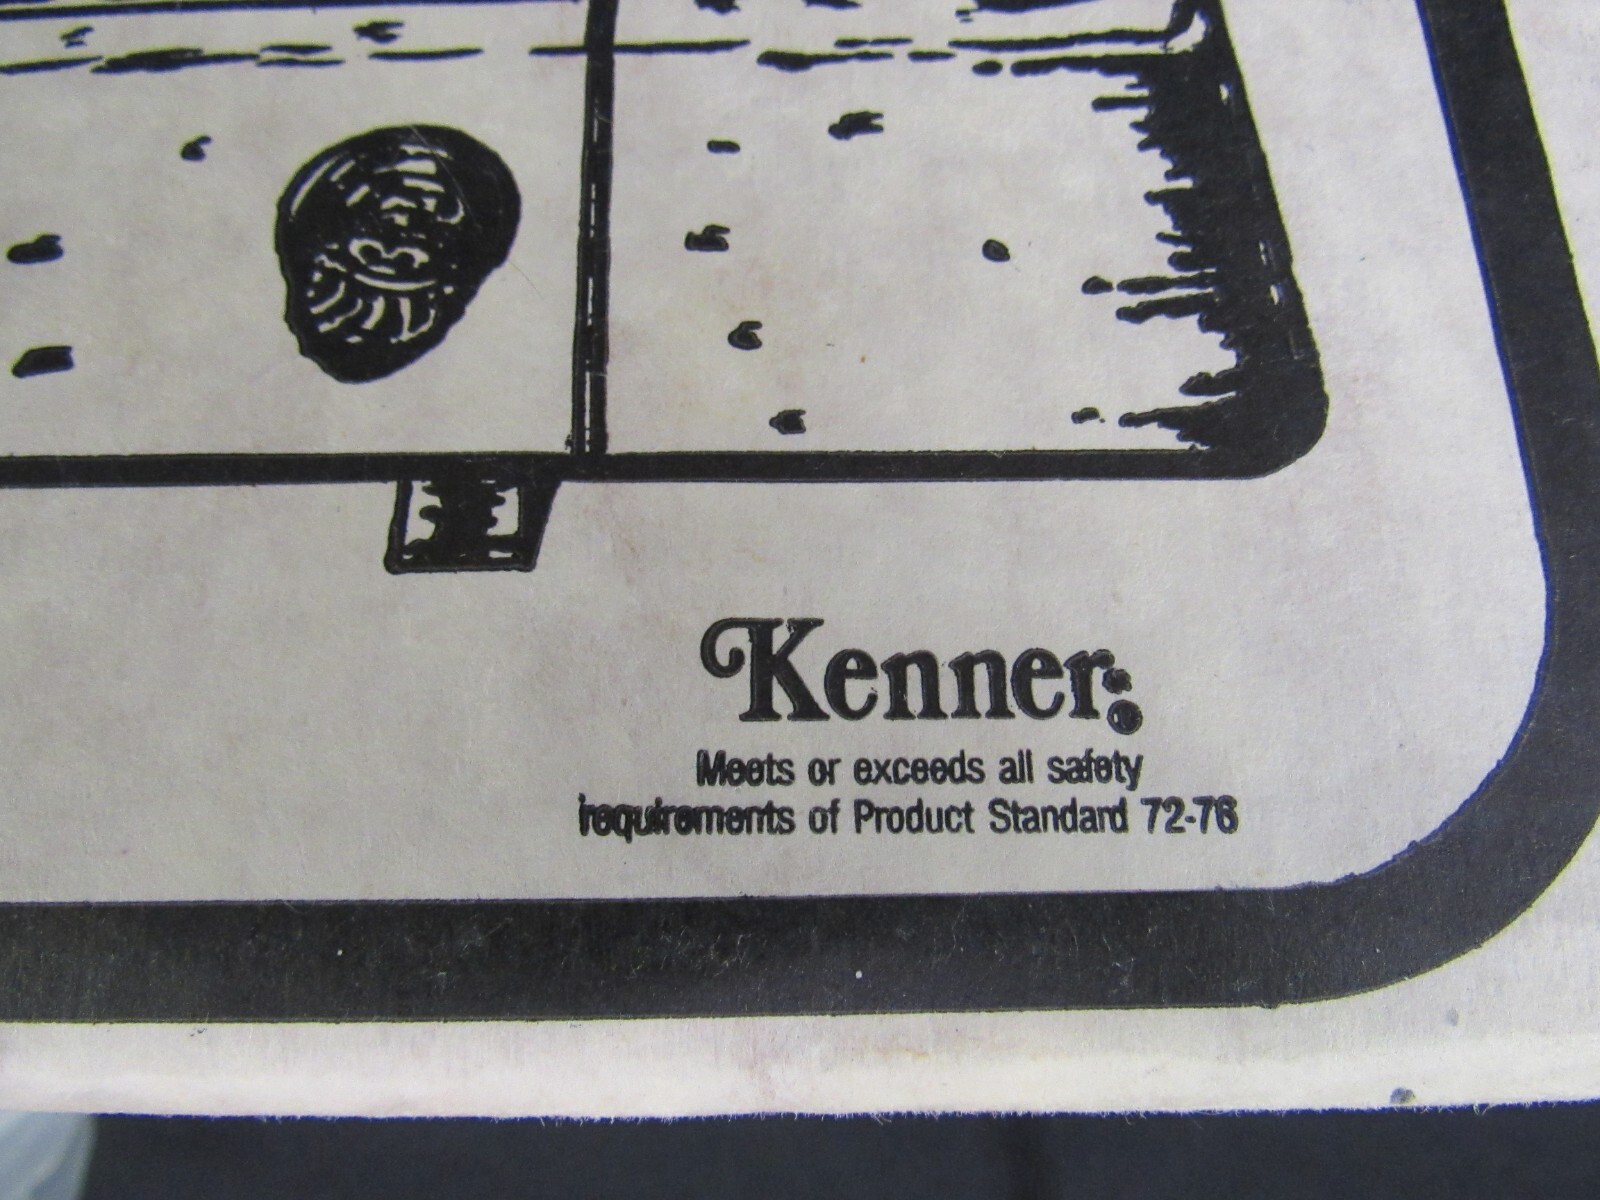 Kenner
Meets or exceeds all safety
requirements of Product Standard 72-76